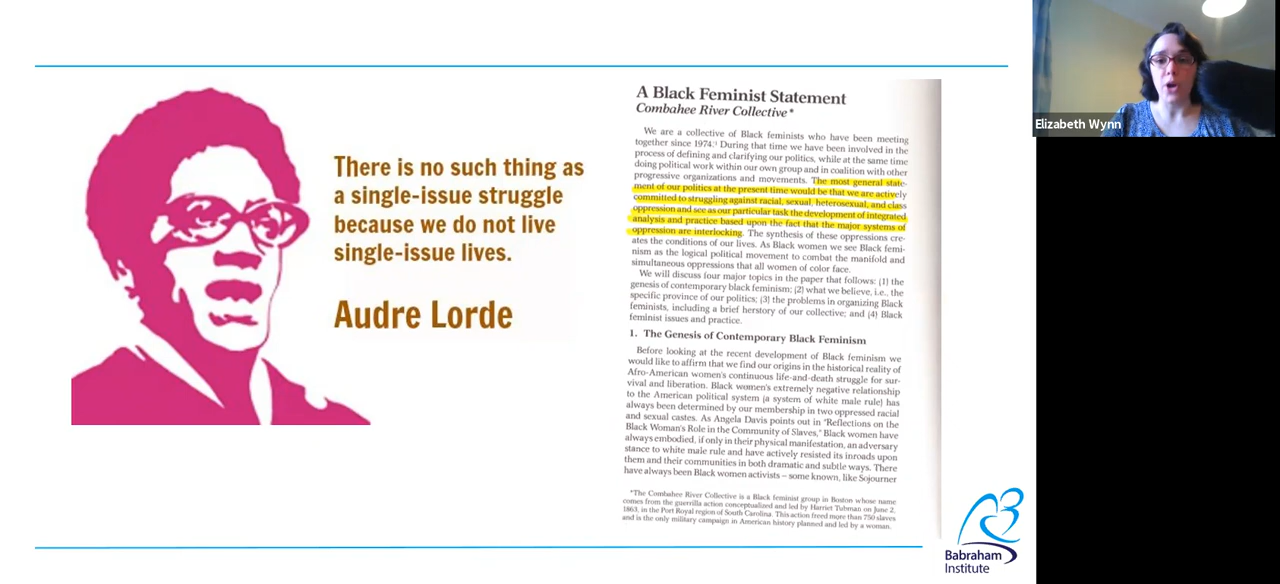 There is no such thing as
a single-issue struggle
because we do not live
single-issue lives.
Audre Lorde
A Black Feminist Statement
Combahee River Collective*
We are a collective of Black feminists who have been meeting
together since 1974.¹ During that time we have been involved in the
process of defining and clarifying our politics, while at the same time
doing political work within our own group and in coalition with other
progressive organizations and movements. The most general state-
ment of our politics at the present time would be that we are actively
committed to struggling against racial, sexual, heterosexual, and class
oppression and see as our particular task the development of integrated
analysis and practice based upon the fact that the major systems of
oppression are interlocking. The synthesis of these oppressions cre-
ates the conditions of our lives. As Black women we see Black femi-
nism as the logical political movement to combat the manifold and
simultaneous oppressions that all women of color face.
We will discuss four major topics in the paper that follows: (1) the
genesis of contemporary black feminism; (2) what we believe, i.e., the
specific province of our politics; (3) the problems in organizing Black
feminists, including a brief herstory of our collective; and (4) Black
feminist issues and practice.
1. The Genesis of Contemporary Black Feminism
Before looking at the recent development of Black feminism we
would like to affirm that we find our origins in the historical reality of
Afro-American women's continuous life-and-death struggle for sur-
vival and liberation. Black women's extremely negative relationship
to the American political system (a system of white male rule) has
always been determined by our membership in two oppressed racial
and sexual castes. As Angela Davis points out in "Reflections on the
Black Woman's Role in the Community of Slaves," Black women have
always embodied, if only in their physical manifestation, an adversary
stance to white male rule and have actively resisted its inroads upon
them and their communities in both dramatic and subtle ways. There
have always been Black women activists – some known, like Sojourner
*The Combahee River Collective is a Black feminist group in Boston whose name
comes from the guerrilla action conceptualized and led by Harriet Tubman on June 2,
1863, in the Port Royal region of South Carolina. This action freed more than 750 slaves
and is the only military campaign in American history planned and led by a woman.
Elizabeth Wynn
Babraham
Institute